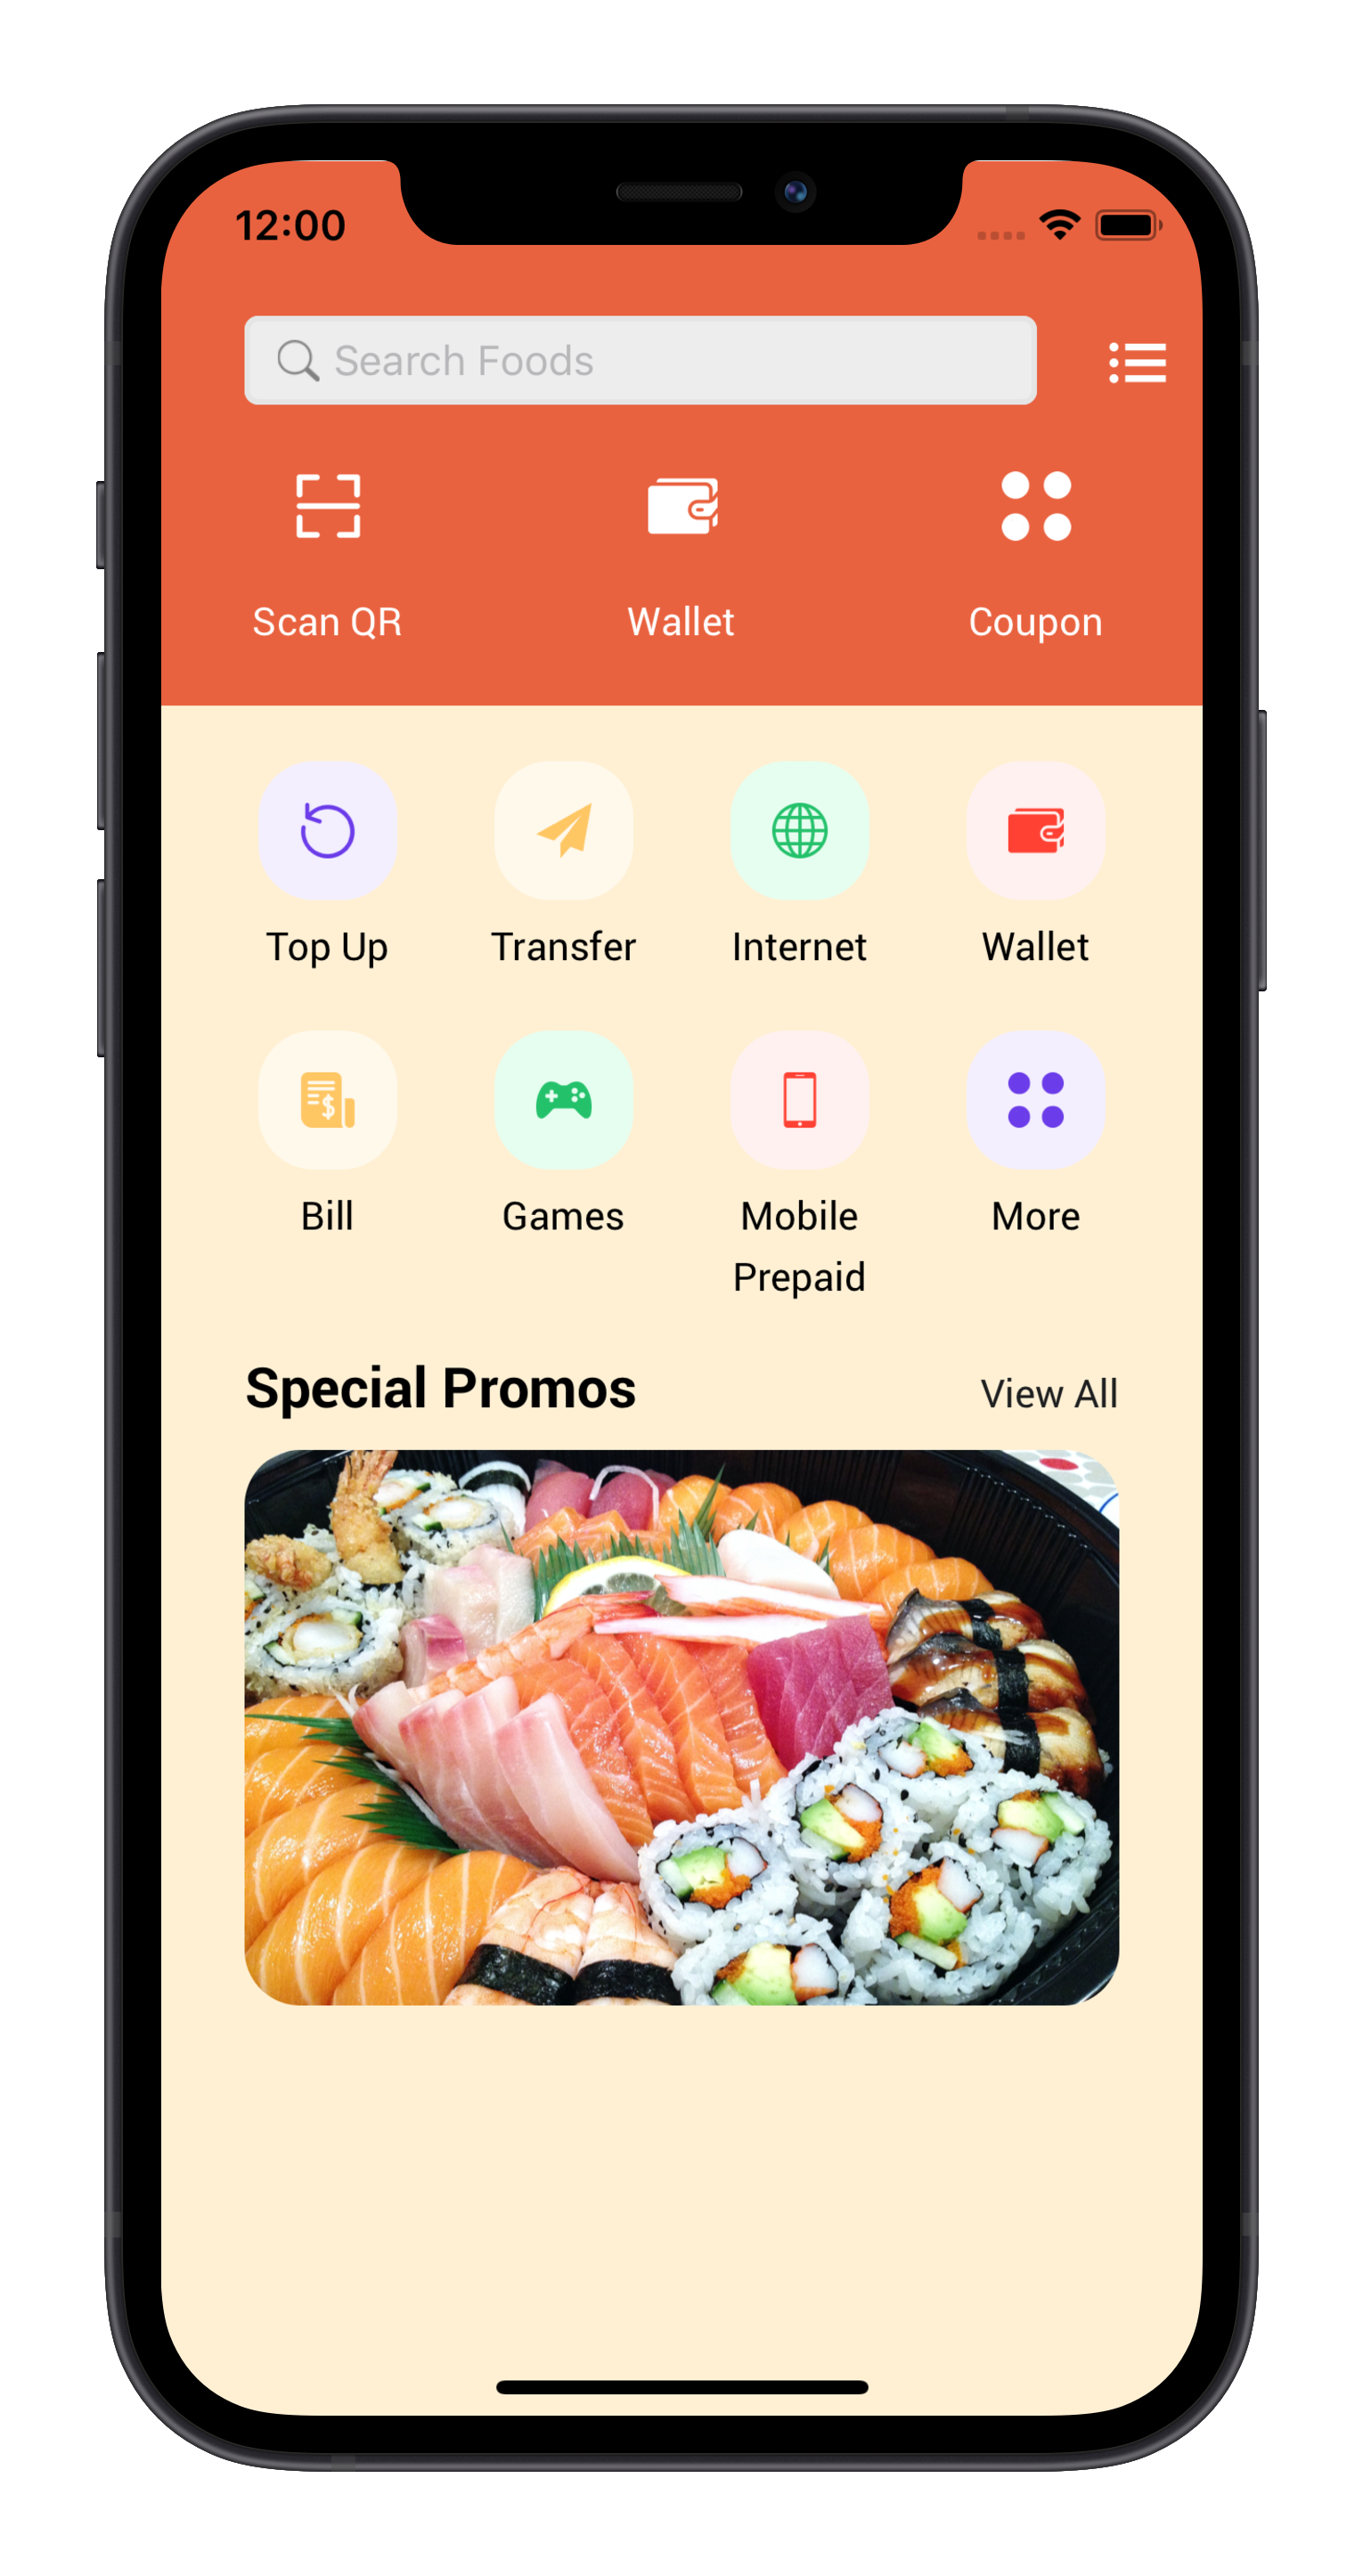 12:00
Search Foods
Scan QR
Wallet
Coupon
Top Up
Transfer
Internet
Wallet
Bill
Games
Mobile
Prepaid
More
Special Promos
View All